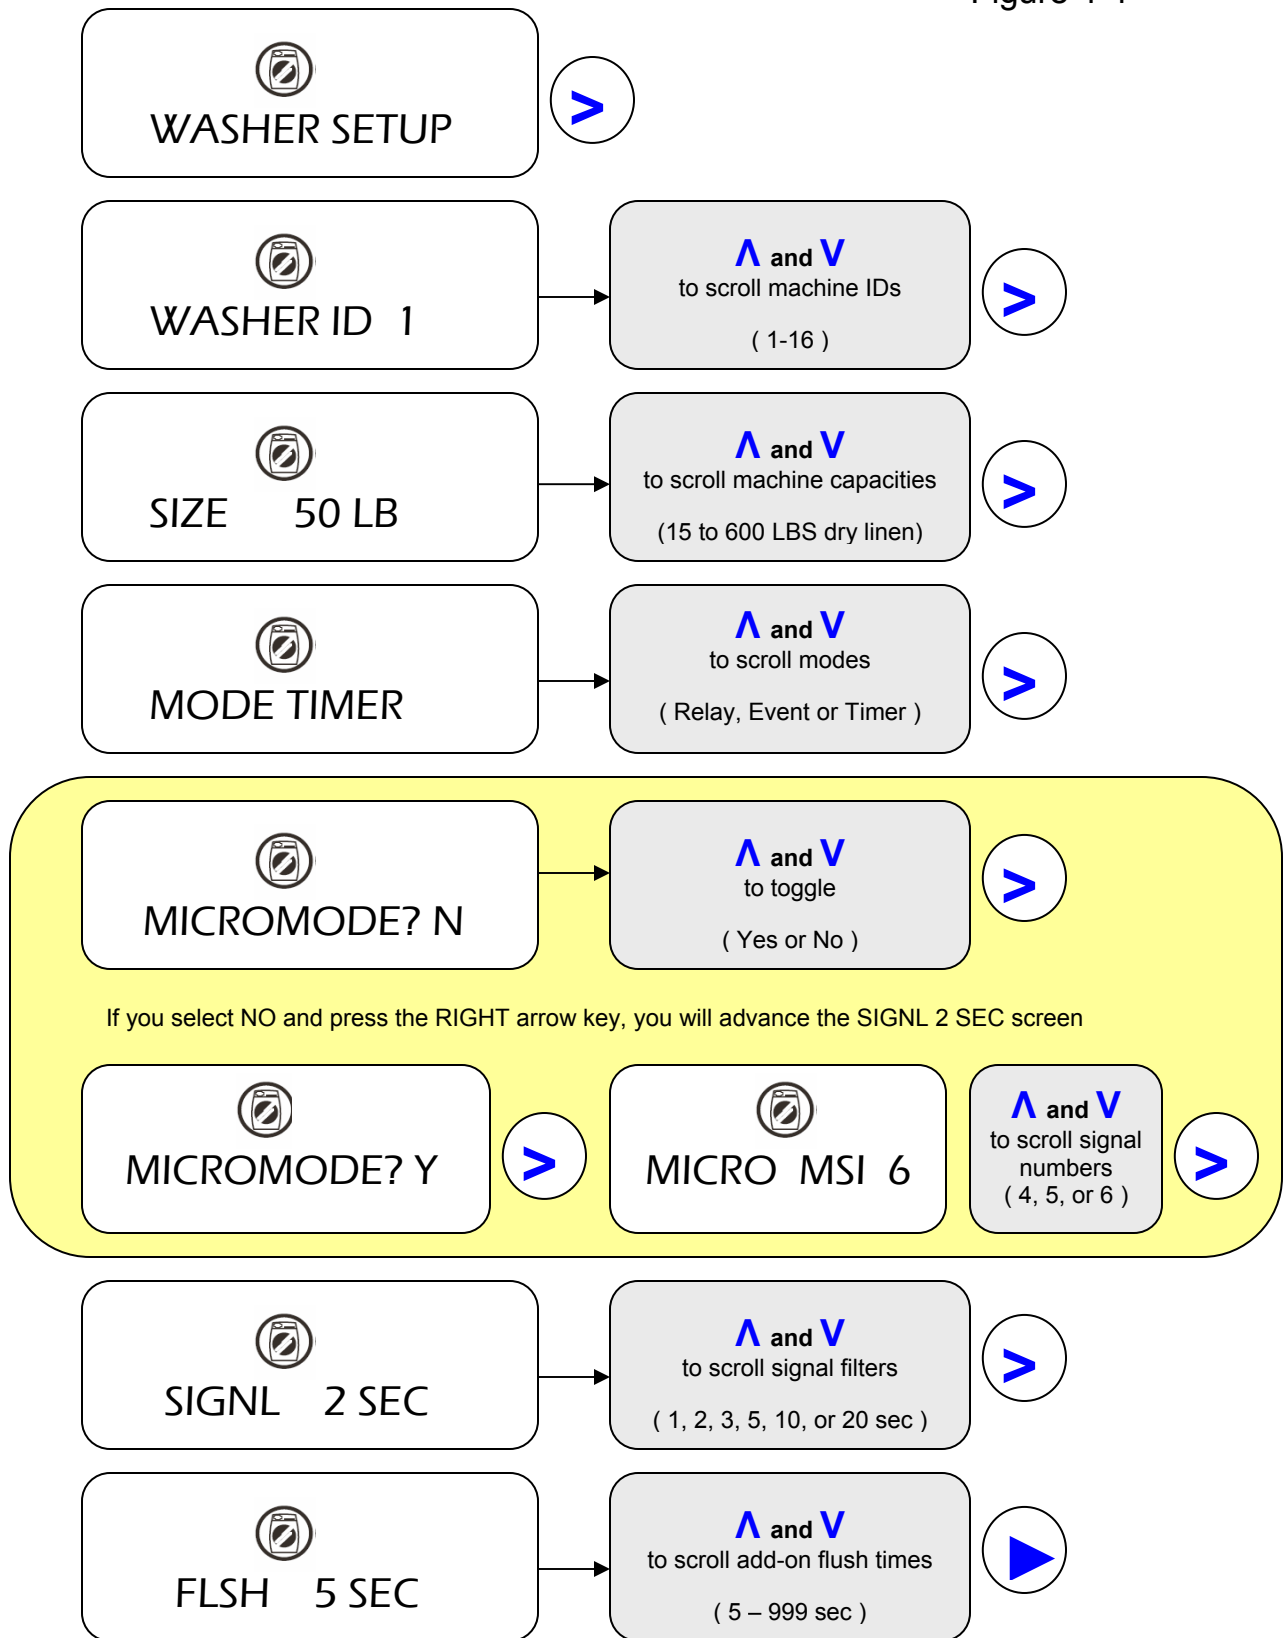 WASHER SETUP
>
WASHER ID 1
Λ and V
to scroll machine IDs
( 1-16 )
>
SIZE 50 LB
Λ and V
to scroll machine capacities
(15 to 600 LBS dry linen)
>
MODE TIMER
Λ and V
to scroll modes
( Relay, Event or Timer )
>
MICROMODE? N
Λ and V
to toggle
( Yes or No )
>
If you select NO and press the RIGHT arrow key, you will advance the SIGNL 2 SEC screen
MICROMODE? Y
>
MICRO MSI 6
Λ and V
to scroll signal
numbers
( 4, 5, or 6 )
>
SIGNL 2 SEC
Λ and V
to scroll signal filters
( 1, 2, 3, 5, 10, or 20 sec )
>
FLSH 5 SEC
Λ and V
to scroll add-on flush times
( 5 – 999 sec )